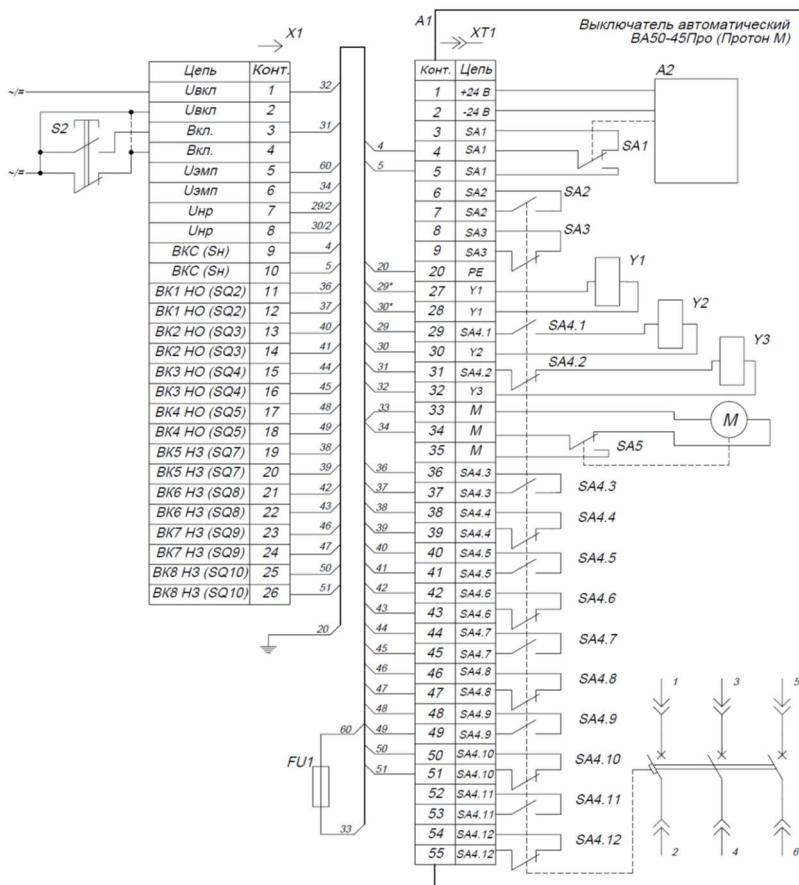 A1
Выключатель автоматический
ВА50-45Про (Протон М)
X1
XT1
Цепь Конт.
Uвкл 1 32
Uвкл 2
Вкл. 3 31
Вкл. 4
Uэмп 5 60
Uэмп 6 34
Uнр 7 29/2
Uнр 8 30/2
ВКС (Sн) 9 4
ВКС (Sн) 10 5
ВК1 НО (SQ2) 11 36
ВК1 НО (SQ2) 12 37
ВК2 НО (SQ3) 13 40
ВК2 НО (SQ3) 14 41
ВК3 НО (SQ4) 15 44
ВК3 НО (SQ4) 16 45
ВК4 НО (SQ5) 17 48
ВК4 НО (SQ5) 18 49
ВК5 НЗ (SQ7) 19 38
ВК5 НЗ (SQ7) 20 39
ВК6 НЗ (SQ8) 21 42
ВК6 НЗ (SQ8) 22 43
ВК7 НЗ (SQ9) 23 46
ВК7 НЗ (SQ9) 24 47
ВК8 НЗ (SQ10) 25 50
ВК8 НЗ (SQ10) 26 51
~/=
S2
~/=
20
60
FU1
33
Конт. Цепь
1 +24 В
2 -24 В
3 SA1
4 4 SA1
5 5 SA1
6 SA2
7 SA2
8 SA3
9 SA3
20 20 PE
29* 27 Y1
30* 28 Y1
29 29 SA4.1
30 30 Y2
31 31 SA4.2
32 32 Y3
33 33 M
34 34 M
35 M
36 36 SA4.3
37 37 SA4.3
38 38 SA4.4
39 39 SA4.4
40 40 SA4.5
41 41 SA4.5
42 42 SA4.6
43 43 SA4.6
44 44 SA4.7
45 45 SA4.7
46 46 SA4.8
47 47 SA4.8
48 48 SA4.9
49 49 SA4.9
50 50 SA4.10
51 51 SA4.10
52 SA4.11
53 SA4.11
54 SA4.12
55 SA4.12
A2
SA1
SA2
SA3
Y1
SA4.1
Y2
SA4.2
Y3
M
SA5
SA4.3
SA4.4
SA4.5
SA4.6
SA4.7
SA4.8
SA4.9
SA4.10
SA4.11
SA4.12
1 3 5
2 4 6